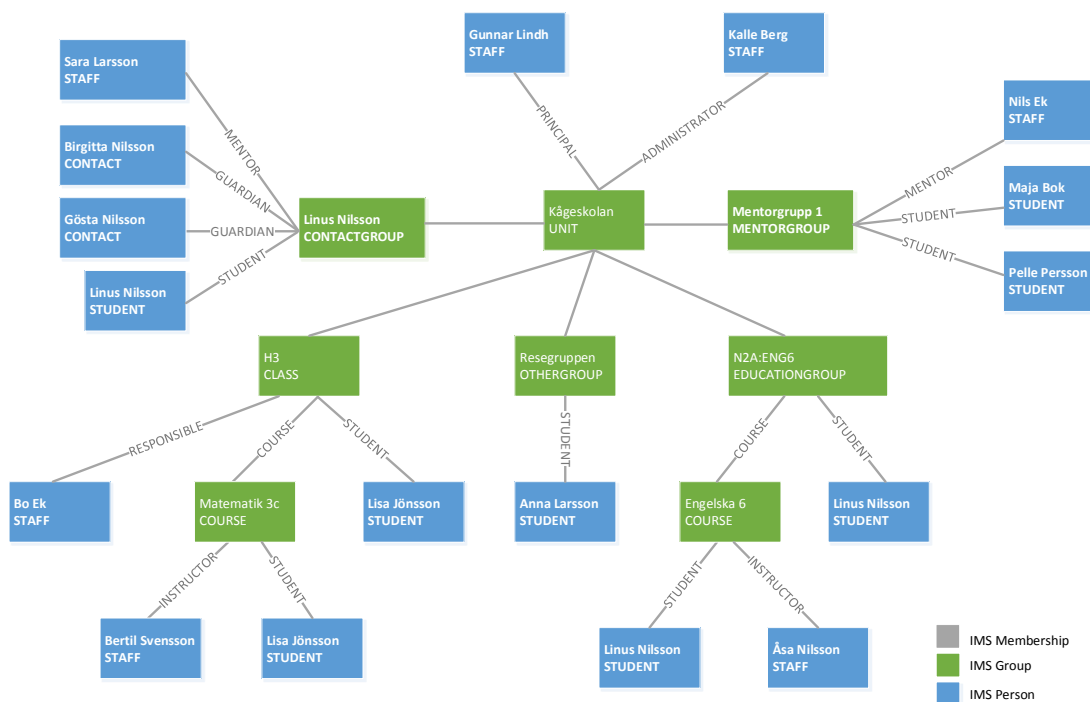 Gunnar Lindh
STAFF
Kalle Berg
STAFF
Sara Larsson
STAFF
Nils Ek
STAFF
Birgitta Nilsson
CONTACT
Maja Bok
STUDENT
Gösta Nilsson
CONTACT
Pelle Persson
STUDENT
Linus Nilsson
STUDENT
MENTOR
GUARDIAN
GUARDIAN
STUDENT
PRINCIPAL
ADMINISTRATOR
MENTOR
STUDENT
STUDENT
Linus Nilsson
CONTACTGROUP
Kågeskolan
UNIT
Mentorgrupp 1
MENTORGROUP
H3
CLASS
Resegruppen
OTHERGROUP
N2A:ENG6
EDUCATIONGROUP
RESPONSIBLE
COURSE
STUDENT
STUDENT
COURSE
STUDENT
Bo Ek
STAFF
Matematik 3c
COURSE
Lisa Jönsson
STUDENT
Anna Larsson
STUDENT
Engelska 6
COURSE
Linus Nilsson
STUDENT
INSTRUCTOR
STUDENT
STUDENT
INSTRUCTOR
Bertil Svensson
STAFF
Lisa Jönsson
STUDENT
Linus Nilsson
STUDENT
Åsa Nilsson
STAFF
IMS Membership
IMS Group
IMS Person